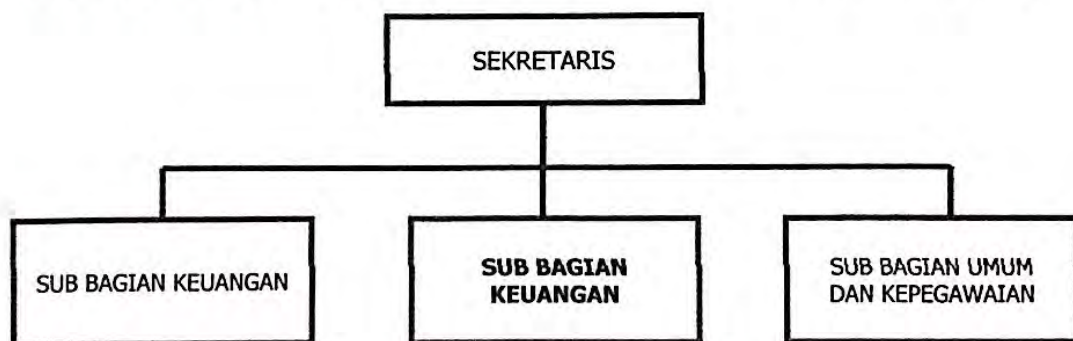 SEKRETARIS
SUB BAGIAN KEUANGAN
SUB BAGIAN
KEUANGAN
SUB BAGIAN UMUM
DAN KEPEGAWAIAN